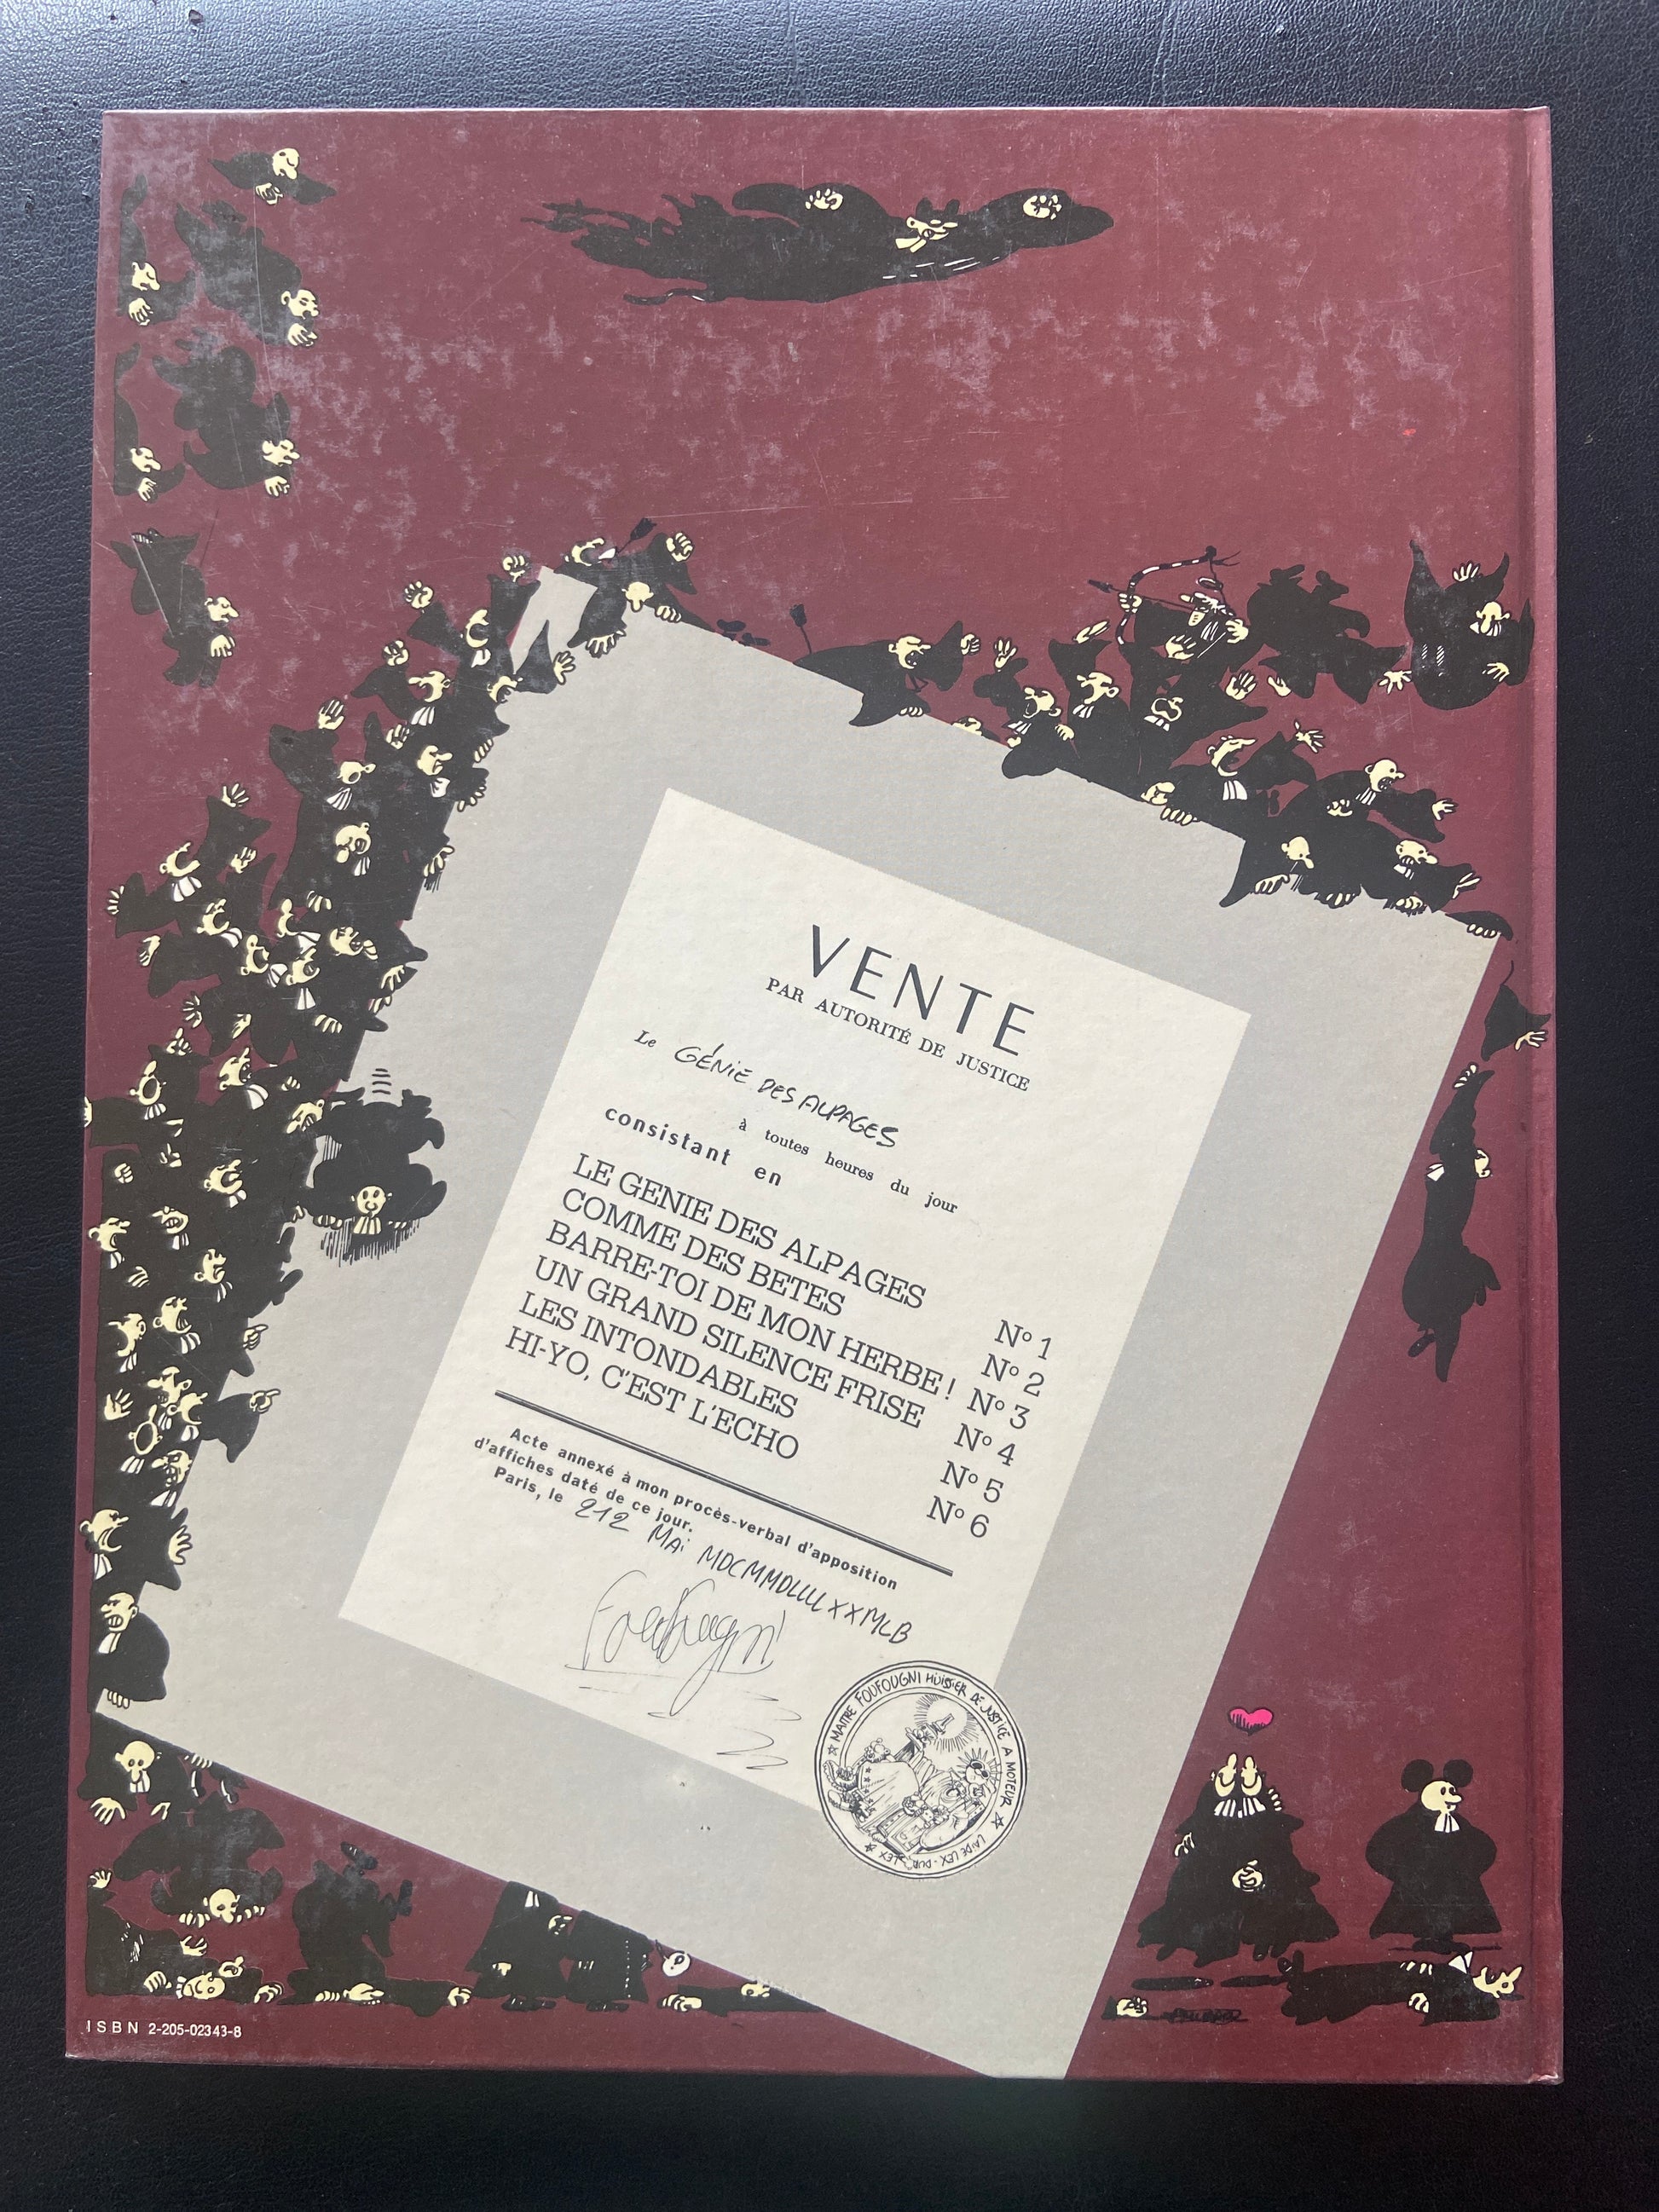 VENTE
PAR AUTORITÉ DE JUSTICE
Le GÉNIE DES ALPAGES
à toutes heures du jour
consistant en
LE GENIE DES ALPAGES N° 1
COMME DES BETES N° 2
BARRE-TOI DE MON HERBE ! N° 3
UN GRAND SILENCE FRISE N° 4
LES INTONDABLES N° 5
HI-YO, C'EST L'ECHO N° 6
Acte annexé à mon procès-verbal d'apposition
d'affiches daté de ce jour.
Paris, le 212 Mai
Foufougni
MAITRE FOUFOUGNI HUISSIER DE JUSTICE A MOTEUR
ISBN 2-205-02343-8